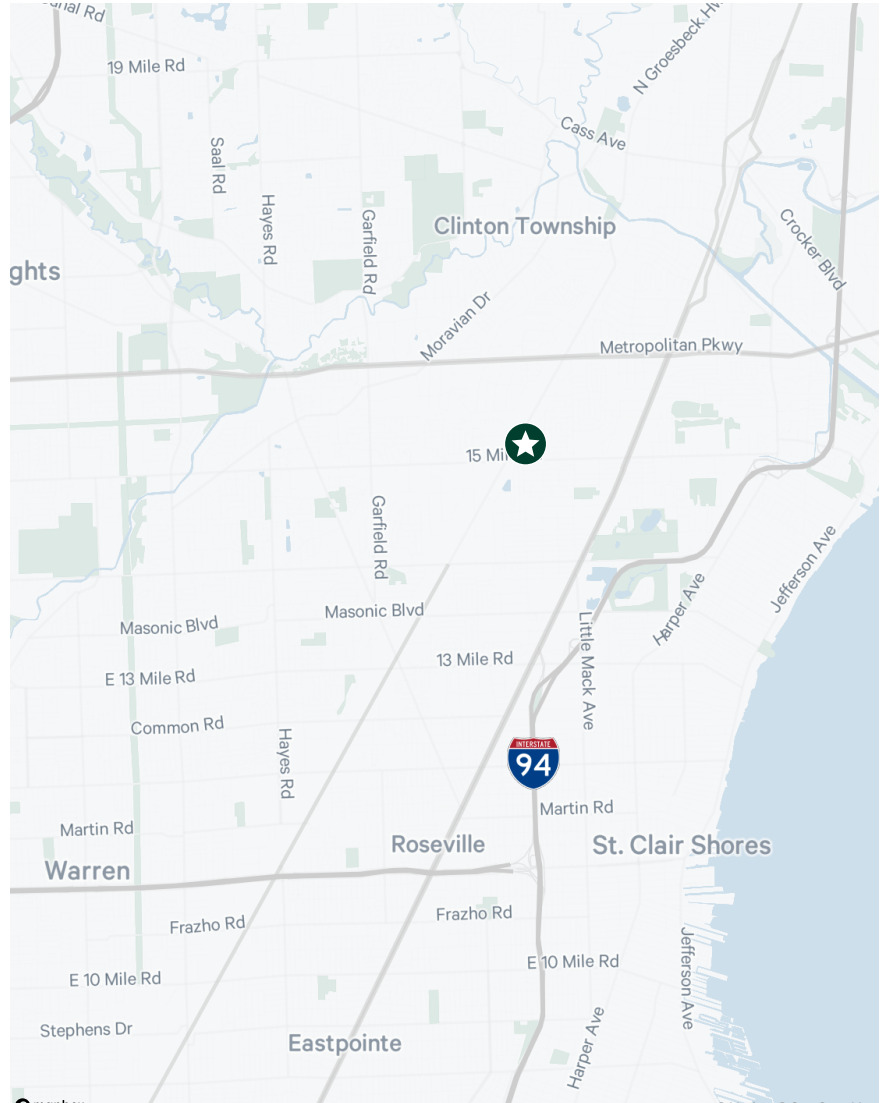 19 Mile Rd
N Groesbeck Hw
Cass Ave
Saal Rd
Hayes Rd
Garfield Rd
Clinton Township
Crocker Blvd
ghts
Moravian Dr
Metropolitan Pkwy
15 Mi
Garfield Rd
Jefferson Ave
Harper Ave
Masonic Blvd
Masonic Blvd
Little Mack Ave
13 Mile Rd
E 13 Mile Rd
Common Rd
Hayes Rd
INTERSTATE
94
Martin Rd
Martin Rd
Roseville
St. Clair Shores
Warren
Frazho Rd
Frazho Rd
Jefferson Ave
E 10 Mile Rd
E 10 Mile Rd
Stephens Dr
Eastpointe
Harper Ave